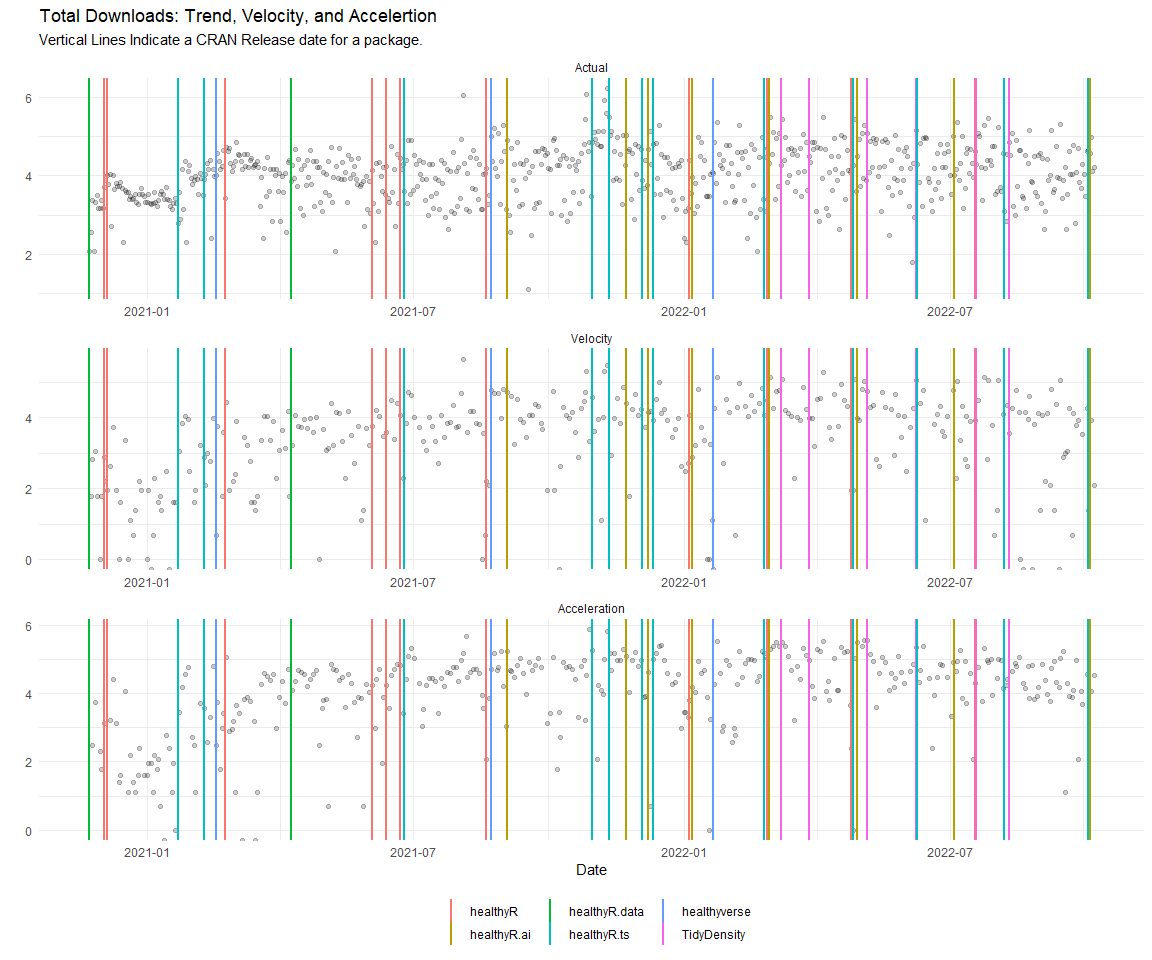 Total Downloads: Trend, Velocity, and Accelertion
Vertical Lines Indicate a CRAN Release date for a package.
Actual
6
4
2
2021-01 2021-07 2022-01 2022-07
Velocity
4
2
0
2021-01 2021-07 2022-01 2022-07
Acceleration
6
4
2
0
2021-01 2021-07 2022-01 2022-07
Date
healthyR healthyR.data healthyverse
healthyR.ai healthyR.ts TidyDensity